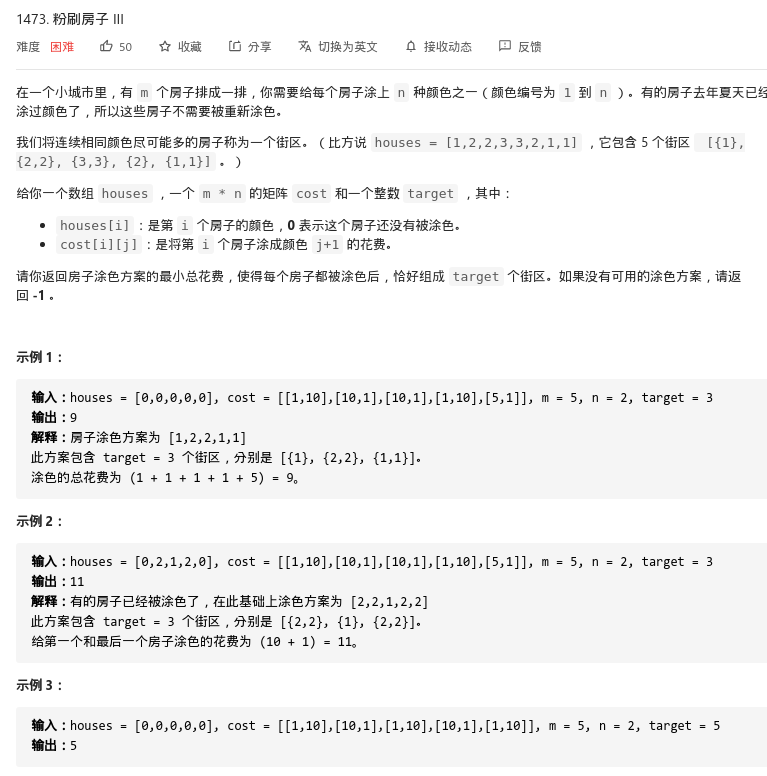 1473. 粉刷房子 III
难度 困难 50 收藏 分享 切换为英文 接收动态 反馈
在一个小城市里，有 m 个房子排成一排，你需要给每个房子涂上 n 种颜色之一（颜色编号为 1 到 n ）。有的房子去年夏天已经
涂过颜色了，所以这些房子不需要被重新涂色。
我们将连续相同颜色尽可能多的房子称为一个街区。（比方说 houses = [1,2,2,3,3,2,1,1] ，它包含 5 个街区 [{1},
{2,2}, {3,3}, {2}, {1,1}] 。）
给你一个数组 houses ，一个 m * n 的矩阵 cost 和一个整数 target ，其中：
• houses[i] ：是第 i 个房子的颜色，0 表示这个房子还没有被涂色。
• cost[i][j] ：是将第 i 个房子涂成颜色 j+1 的花费。
请你返回房子涂色方案的最小总花费，使得每个房子都被涂色后，恰好组成 target 个街区。如果没有可用的涂色方案，请返
回 -1 。
示例 1：
输入：houses = [0,0,0,0,0], cost = [[1,10],[10,1],[10,1],[1,10],[5,1]], m = 5, n = 2, target = 3
输出：9
解释：房子涂色方案为 [1,2,2,1,1]
此方案包含 target = 3 个街区，分别是 [{1}, {2,2}, {1,1}]。
涂色的总花费为 (1 + 1 + 1 + 1 + 5) = 9。
示例 2：
输入：houses = [0,2,1,2,0], cost = [[1,10],[10,1],[10,1],[1,10],[5,1]], m = 5, n = 2, target = 3
输出：11
解释：有的房子已经被涂色了，在此基础上涂色方案为 [2,2,1,2,2]
此方案包含 target = 3 个街区，分别是 [{2,2}, {1}, {2,2}]。
给第一个和最后一个房子涂色的花费为 (10 + 1) = 11。
示例 3：
输入：houses = [0,0,0,0,0], cost = [[1,10],[10,1],[1,10],[10,1],[1,10]], m = 5, n = 2, target = 5
输出：5